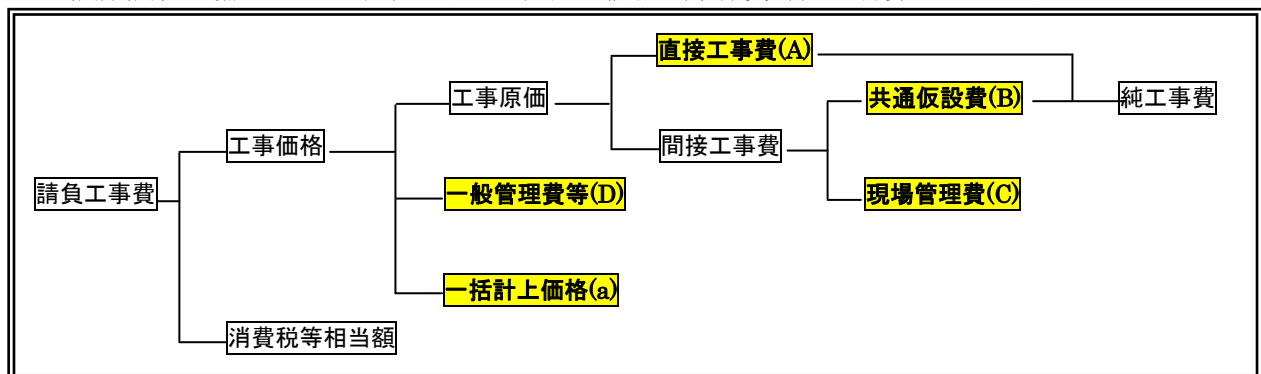 直接工事費(A)
工事原価
共通仮設費(B)
純工事費
工事価格
間接工事費
請負工事費
一般管理費等(D)
現場管理費(C)
一括計上価格(a)
消費税等相当額